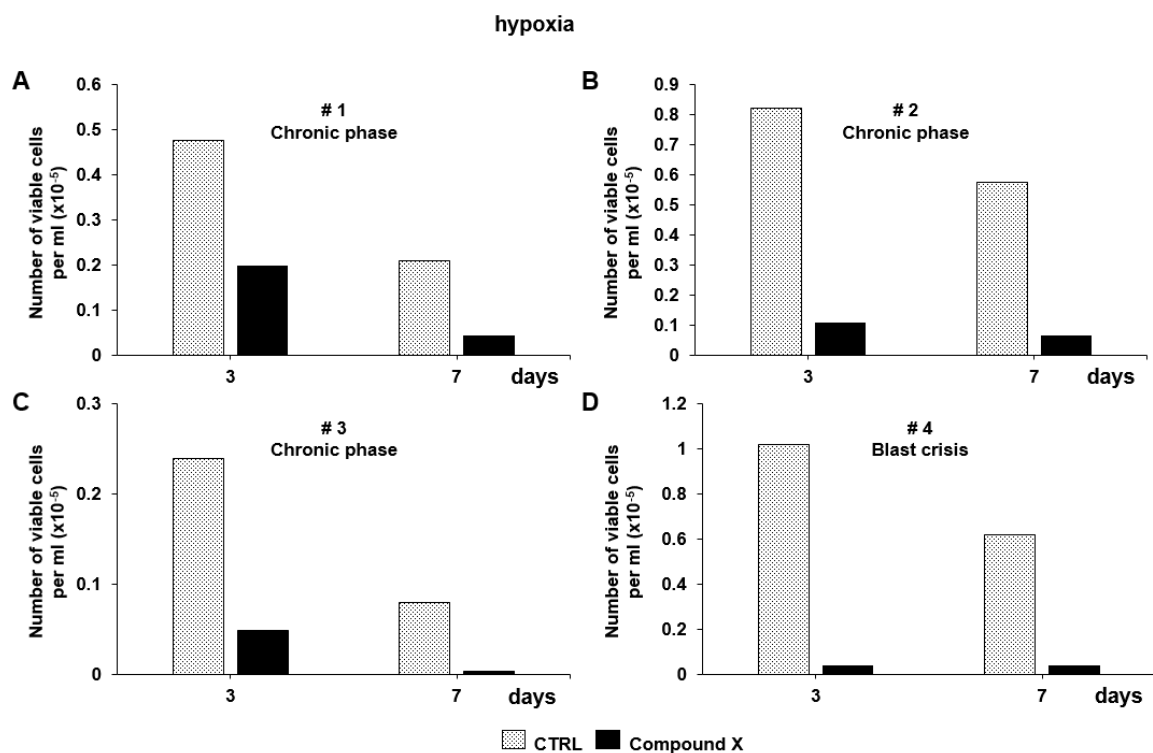 hypoxia
A
# 1
Chronic phase
Number of viable cells
per ml (x10⁻⁵)
0.6
0.5
0.4
0.3
0.2
0.1
0
3
7
days
B
# 2
Chronic phase
Number of viable cells
per ml (x10⁻⁵)
0.9
0.8
0.7
0.6
0.5
0.4
0.3
0.2
0.1
0
3
7
days
C
# 3
Chronic phase
Number of viable cells
per ml (x10⁻⁵)
0.3
0.2
0.1
0
3
7
days
D
# 4
Blast crisis
Number of viable cells
per ml (x10⁻⁵)
1.2
1
0.8
0.6
0.4
0.2
0
3
7
days
CTRL
Compound X